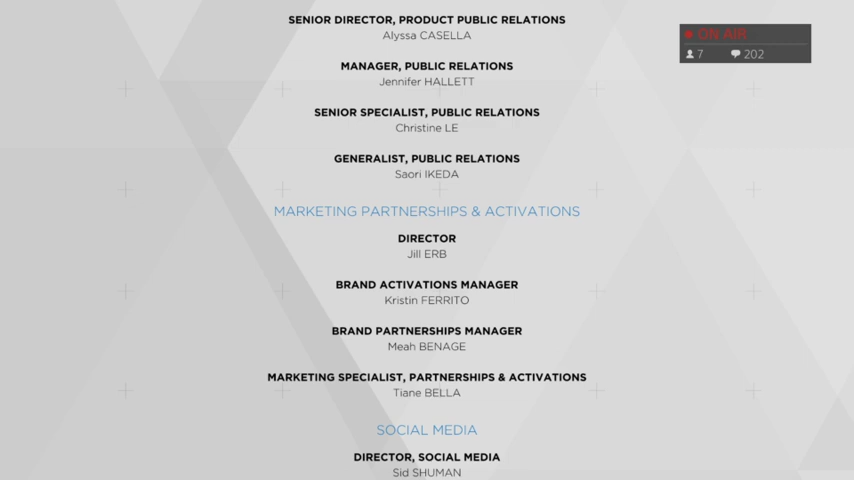 SENIOR DIRECTOR, PRODUCT PUBLIC RELATIONS
Alyssa CASELLA
ON AIR
7 202
MANAGER, PUBLIC RELATIONS
Jennifer HALLETT
SENIOR SPECIALIST, PUBLIC RELATIONS
Christine LE
GENERALIST, PUBLIC RELATIONS
Saori IKEDA
MARKETING PARTNERSHIPS & ACTIVATIONS
DIRECTOR
Jill ERB
BRAND ACTIVATIONS MANAGER
Kristin FERRITO
BRAND PARTNERSHIPS MANAGER
Meah BENAGE
MARKETING SPECIALIST, PARTNERSHIPS & ACTIVATIONS
Tiane BELLA
SOCIAL MEDIA
DIRECTOR, SOCIAL MEDIA
Sid SHUMAN